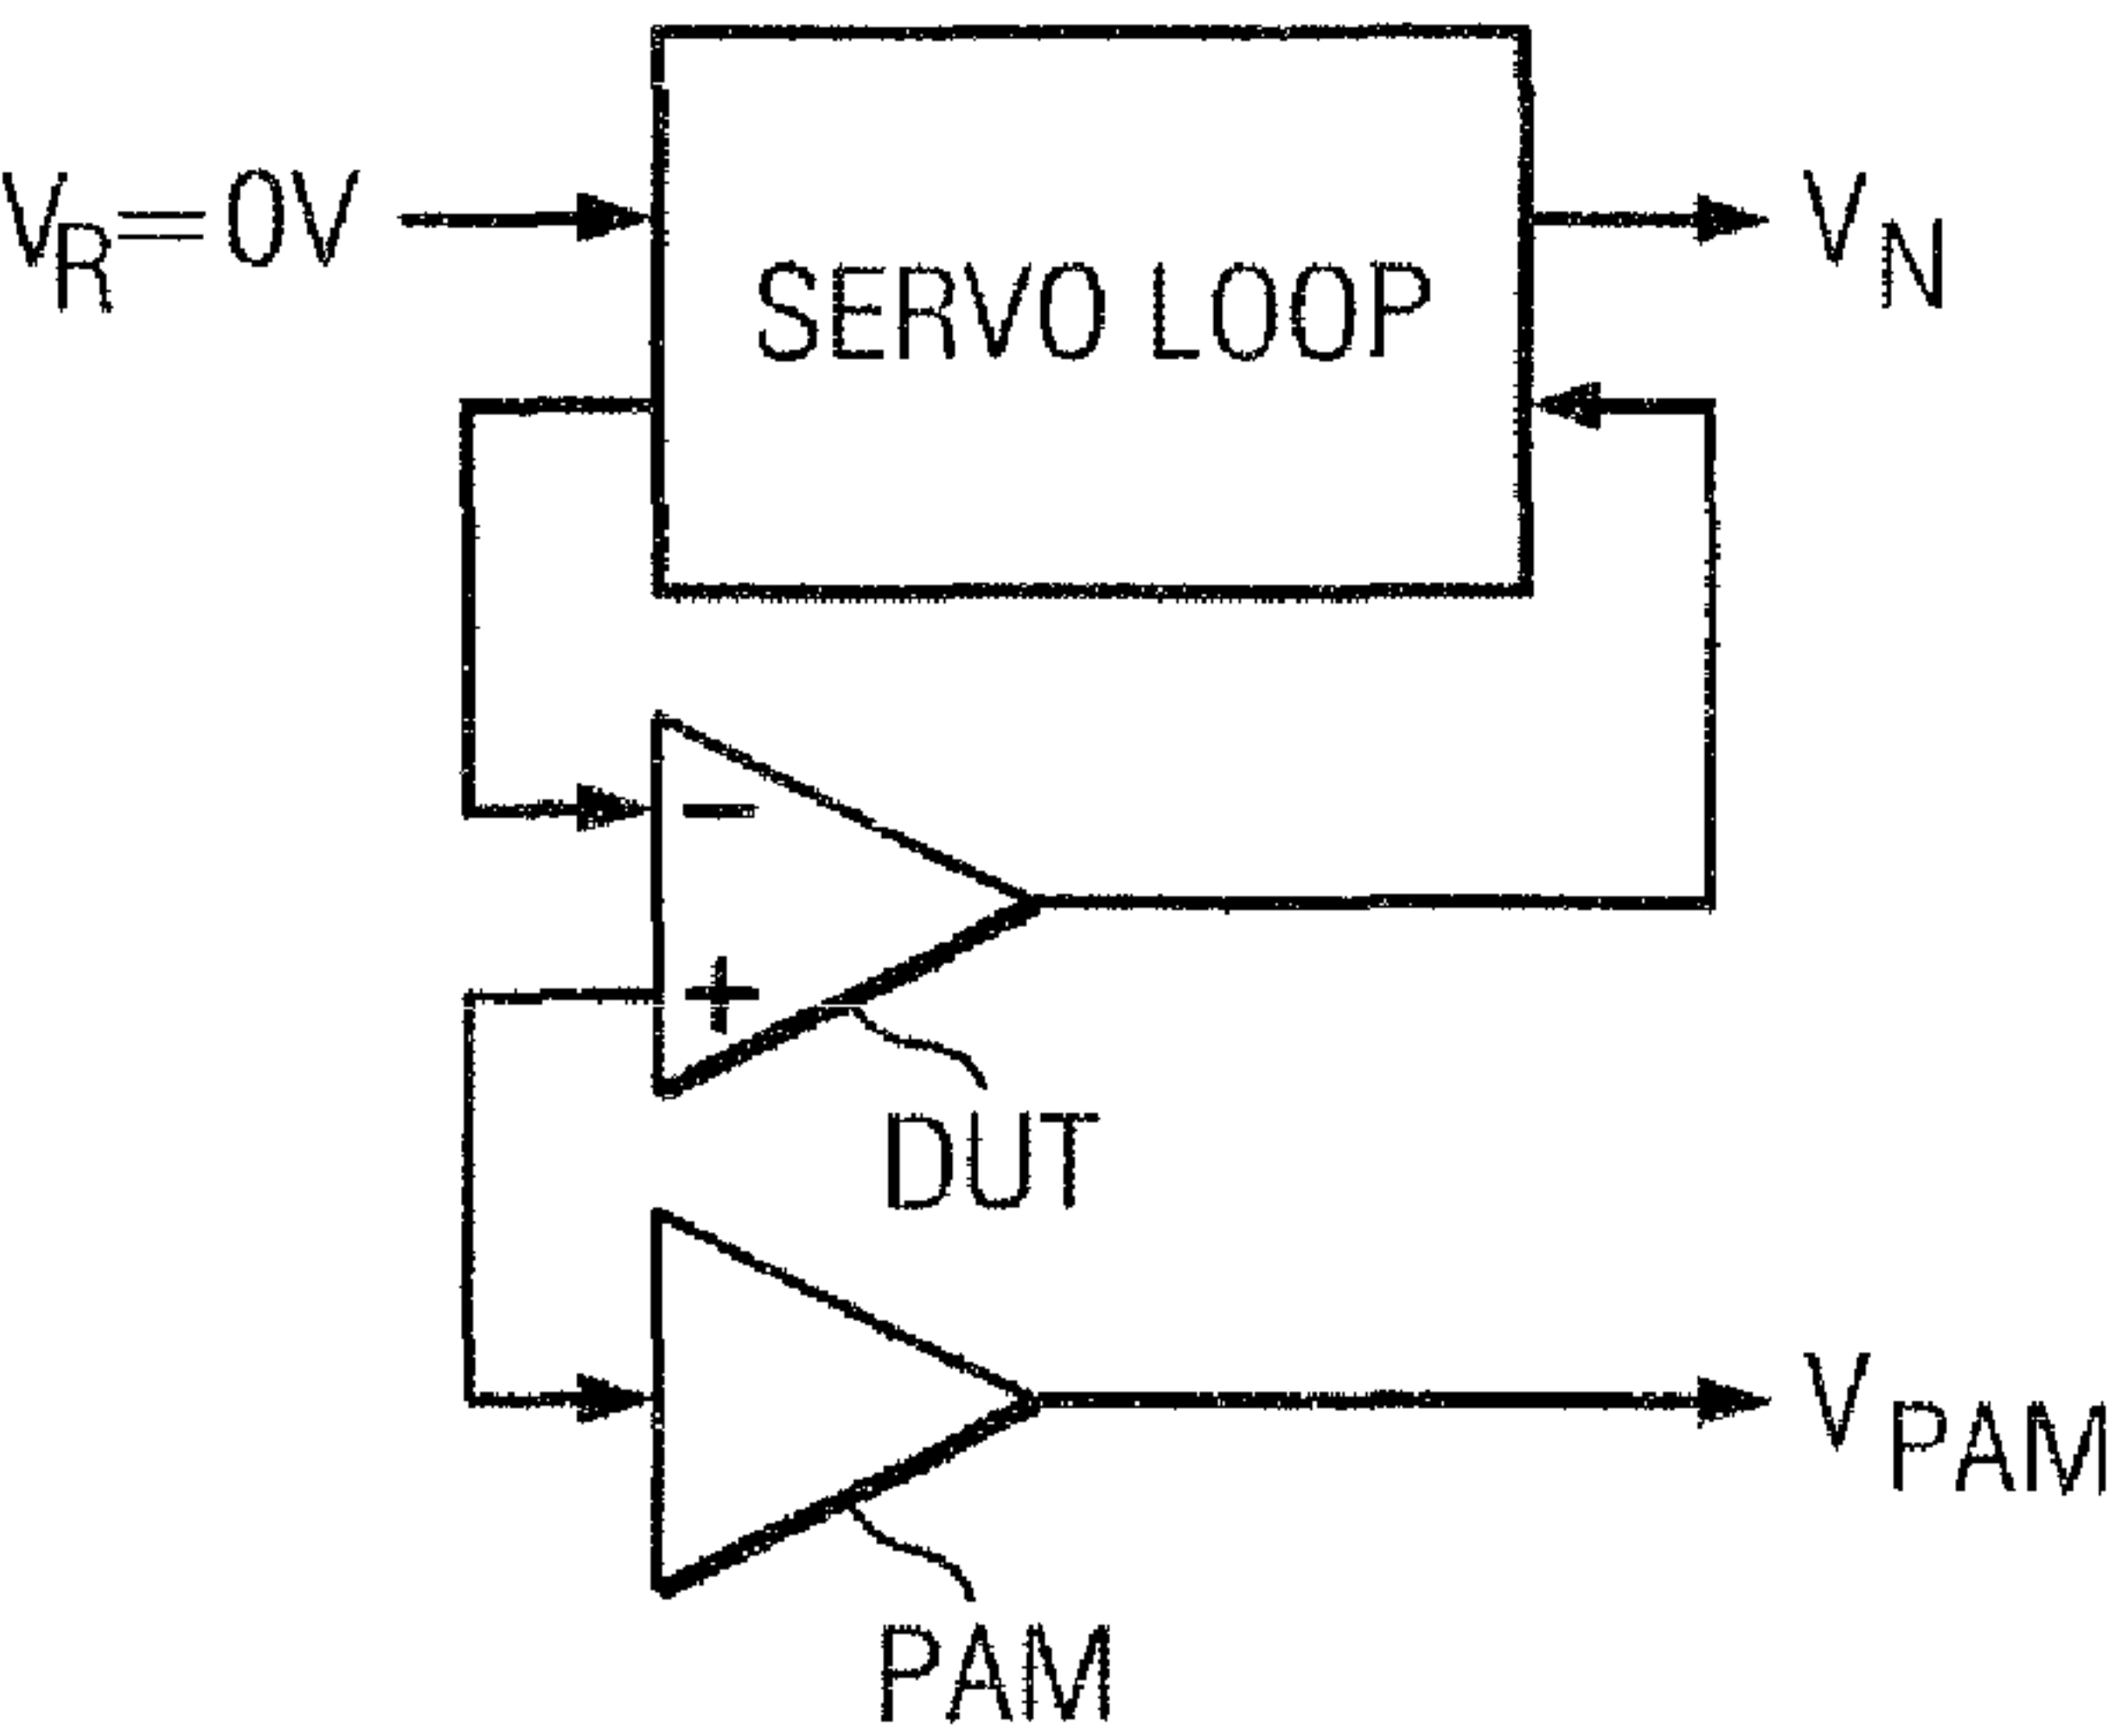 V_R=0V
V_N
SERVO LOOP
−
+
DUT
V_PAM
PAM